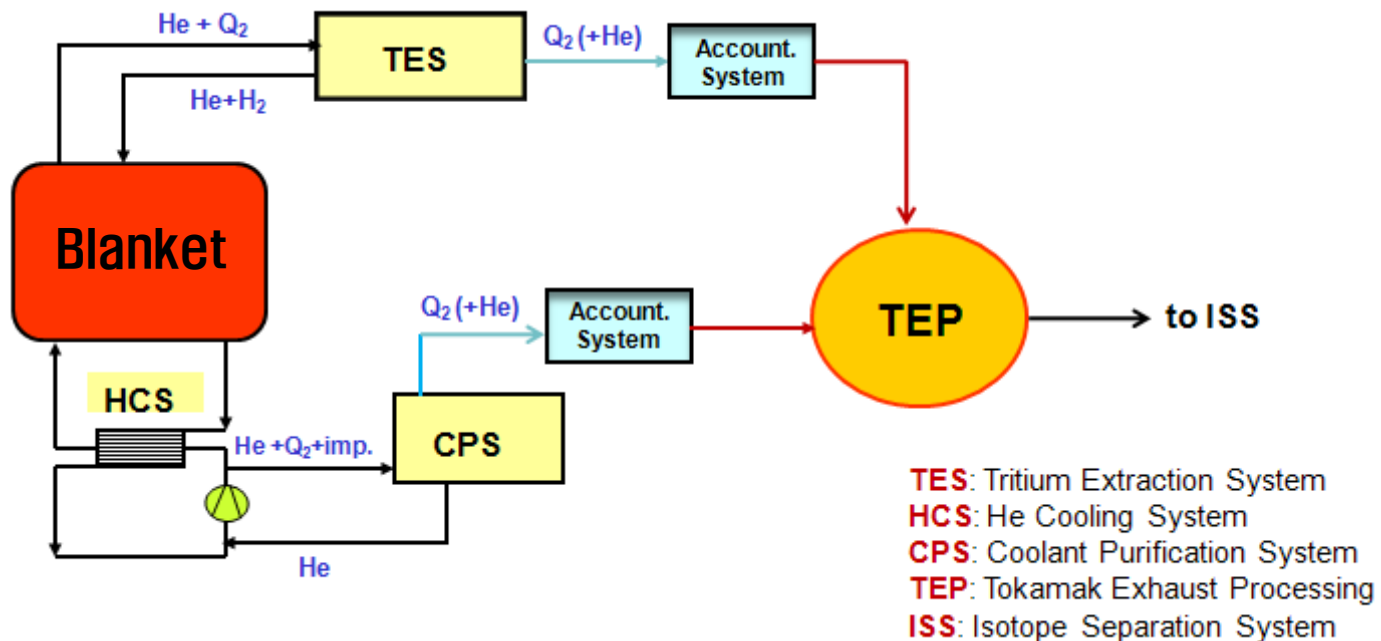 He + Q₂
TES
Q₂ (+He)
Account.
System
He+H₂
Blanket
Q₂ (+He)
Account.
System
TEP
to ISS
HCS
He +Q₂+imp.
CPS
He
TES: Tritium Extraction System
HCS: He Cooling System
CPS: Coolant Purification System
TEP: Tokamak Exhaust Processing
ISS: Isotope Separation System